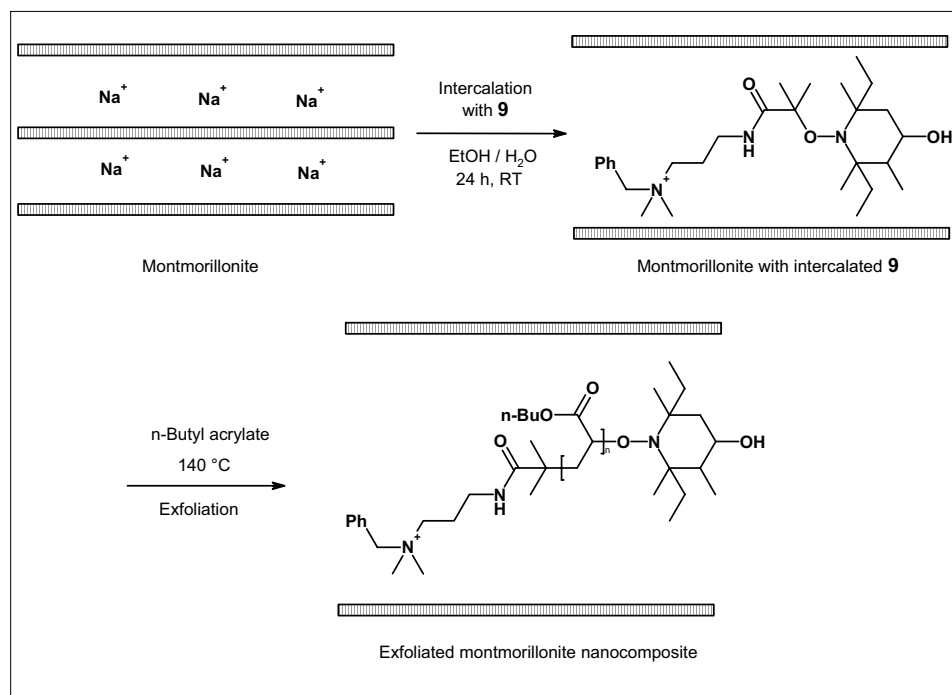 Na+ Na+ Na+
Na+ Na+ Na+
Montmorillonite
Intercalation
with 9
EtOH / H2O
24 h, RT
O
N
H
O
N
OH
Ph
N+
Montmorillonite with intercalated 9
n-Butyl acrylate
140 °C
Exfoliation
n-BuO
O
O
[ ]n
O
N
OH
N
H
Ph
N+
Exfoliated montmorillonite nanocomposite